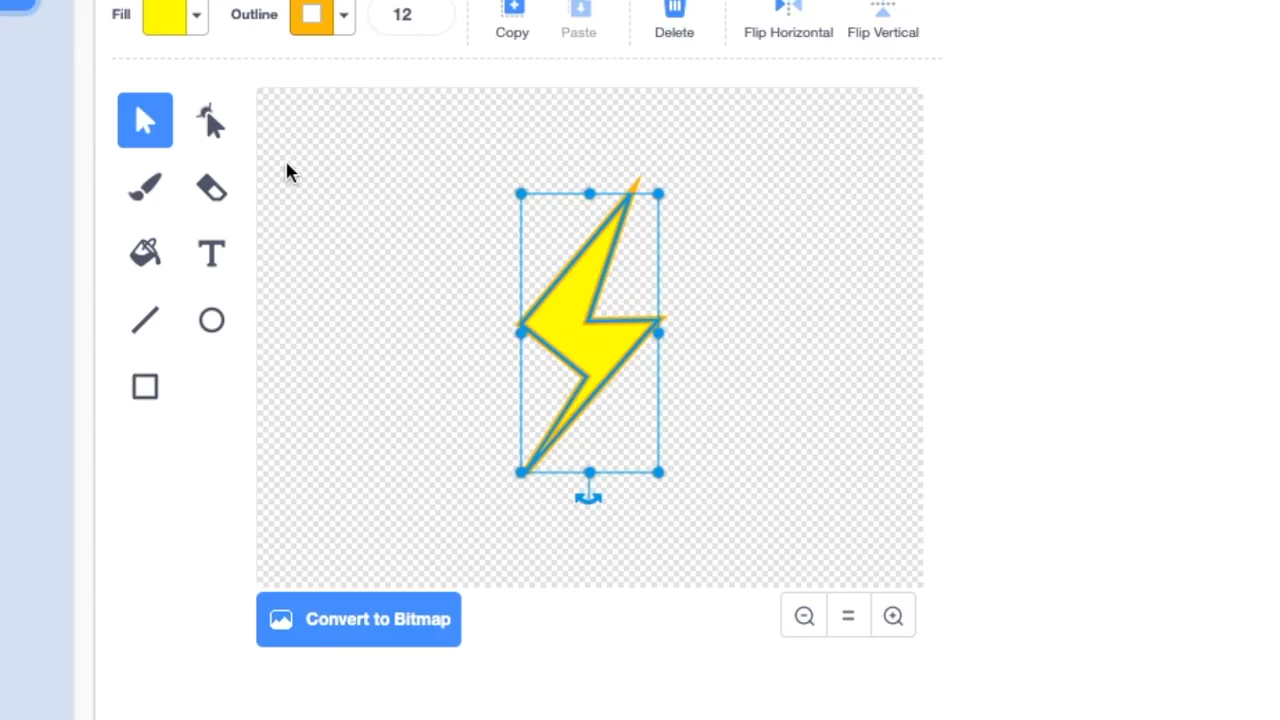 Fill Outline 12
Copy Paste Delete Flip Horizontal Flip Vertical
T
Convert to Bitmap